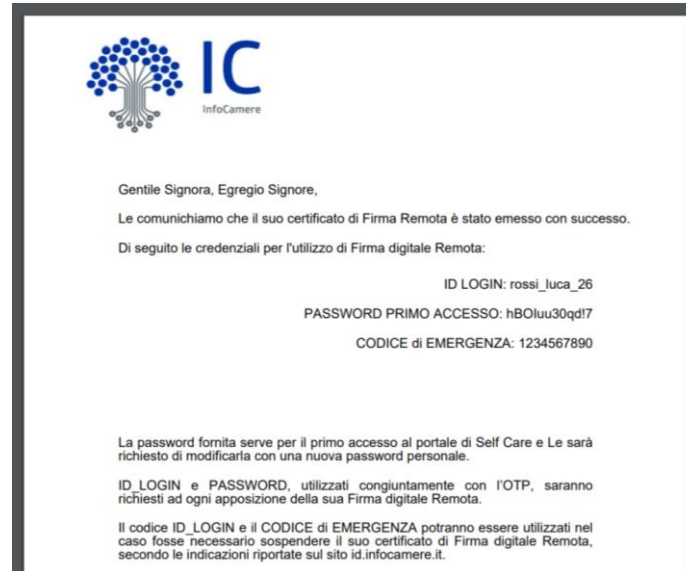 IC
InfoCamere
Gentile Signora, Egregio Signore,
Le comunichiamo che il suo certificato di Firma Remota è stato emesso con successo.
Di seguito le credenziali per l'utilizzo di Firma digitale Remota:
ID LOGIN: rossi_luca_26
PASSWORD PRIMO ACCESSO: hBOluu30qd!7
CODICE di EMERGENZA: 1234567890
La password fornita serve per il primo accesso al portale di Self Care e Le sarà
richiesto di modificarla con una nuova password personale.
ID_LOGIN e PASSWORD, utilizzati congiuntamente con l'OTP, saranno
richiesti ad ogni apposizione della sua Firma digitale Remota.
Il codice ID_LOGIN e il CODICE di EMERGENZA potranno essere utilizzati nel
caso fosse necessario sospendere il suo certificato di Firma digitale Remota,
secondo le indicazioni riportate sul sito id.infocamere.it.